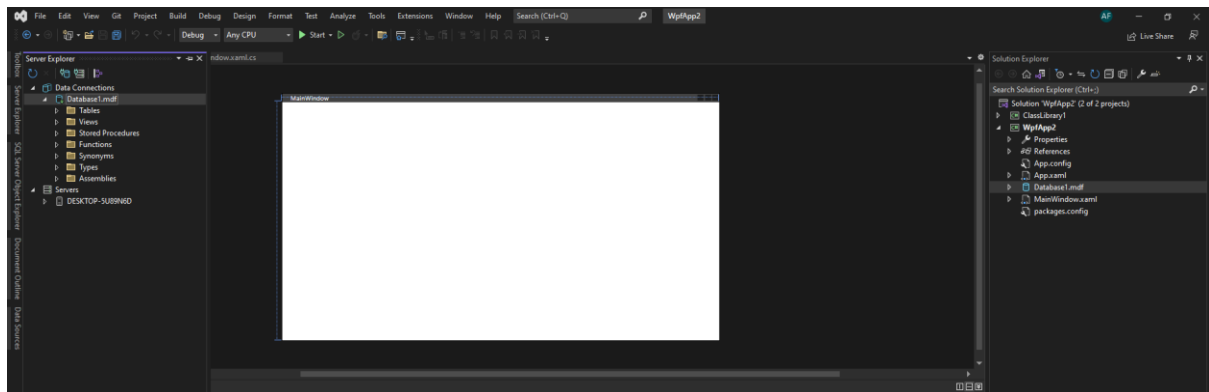 File Edit View Git Project Build Debug Design Format Test Analyze Tools Extensions Window Help Search (Ctrl+Q) WpfApp2 AF
Debug Any CPU Start Live Share
Toolbox
Server Explorer
SQL Server Object Explorer
Document Outline
Data Sources
Server Explorer
Data Connections
Database1.mdf
Tables
Views
Stored Procedures
Functions
Synonyms
Types
Assemblies
Servers
DESKTOP-5U89N6D
ndow.xaml.cs
MainWindow
Solution Explorer
Search Solution Explorer (Ctrl+;)
Solution 'WpfApp2' (2 of 2 projects)
ClassLibrary1
WpfApp2
Properties
References
App.config
App.xaml
Database1.mdf
MainWindow.xaml
packages.config